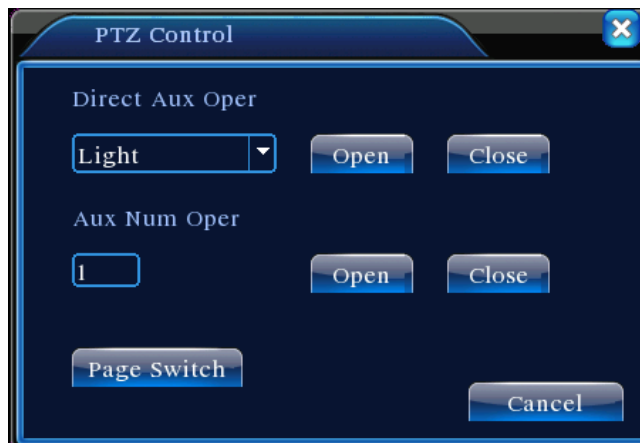 PTZ Control
Direct Aux Oper
Light Open Close
Aux Num Oper
1 Open Close
Page Switch
Cancel